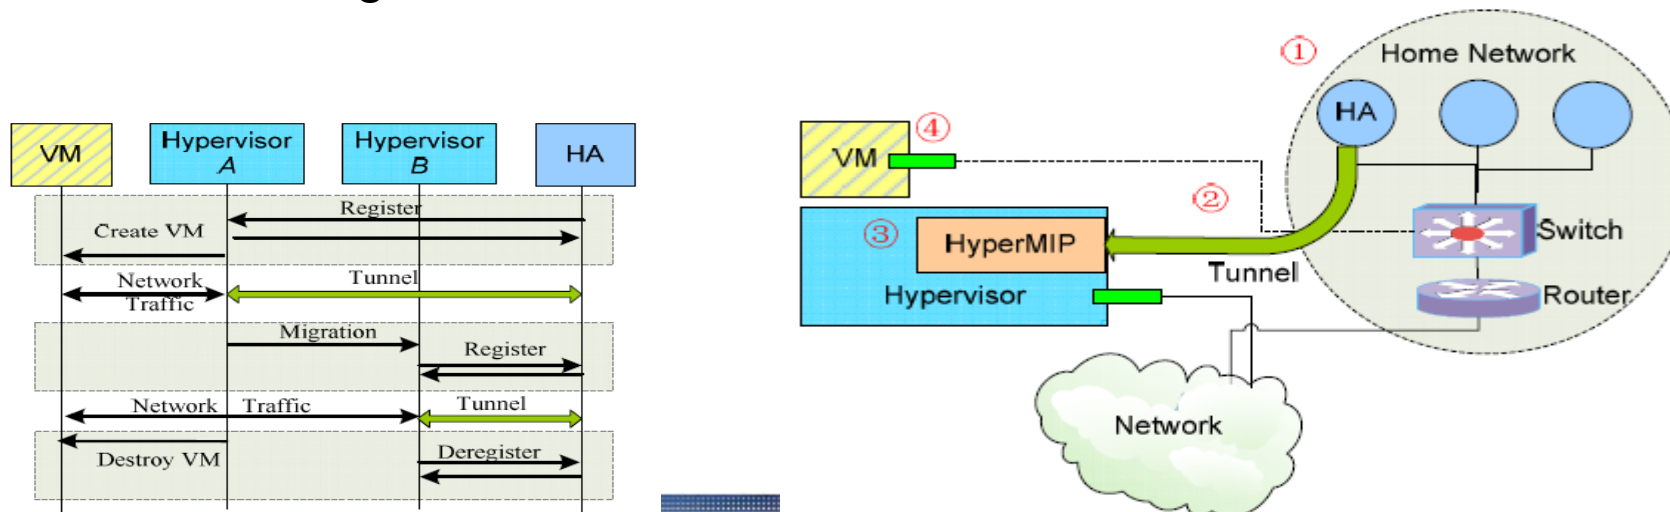 VM
Hypervisor
A
Hypervisor
B
HA
Register
Create VM
Network
Traffic
Tunnel
Migration
Register
Network Traffic
Tunnel
Destroy VM
Deregister
①
Home Network
HA
④
VM
②
③
HyperMIP
Switch
Tunnel
Hypervisor
Router
Network